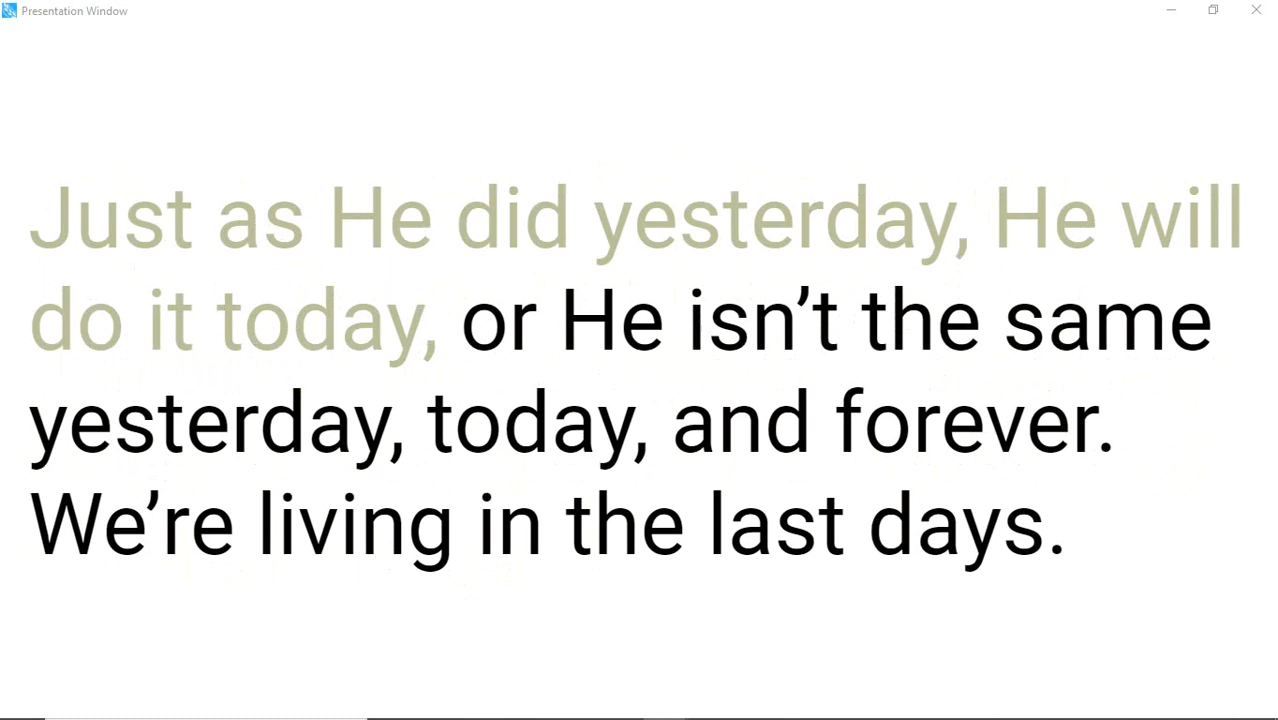 Presentation Window
Just as He did yesterday, He will
do it today, or He isn’t the same
yesterday, today, and forever.
We’re living in the last days.